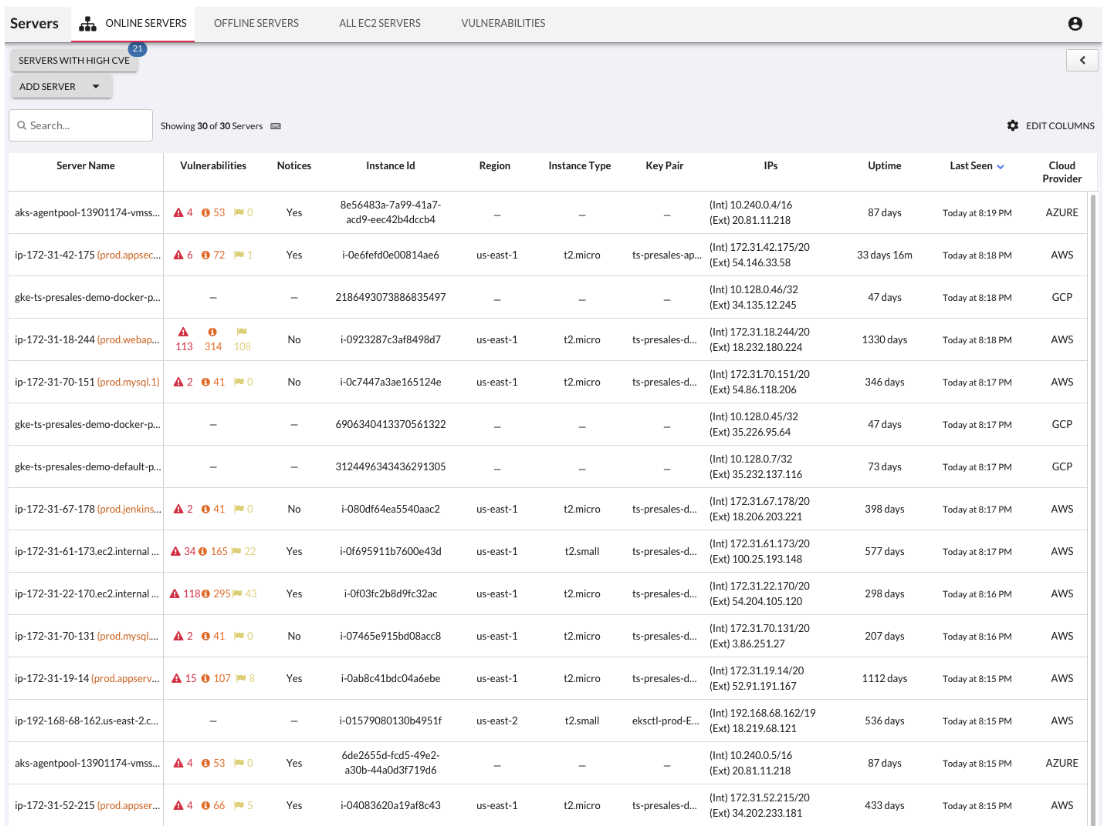 Servers ONLINE SERVERS OFFLINE SERVERS ALL EC2 SERVERS VULNERABILITIES
21
SERVERS WITH HIGH CVE
ADD SERVER
Search... Showing 30 of 30 Servers EDIT COLUMNS
Server Name Vulnerabilities Notices Instance Id Region Instance Type Key Pair IPs Uptime Last Seen Cloud
Provider
aks-agentpool-13901174-vmss... 4 53 0 Yes 8e56483a-7a99-41a7- – – – (Int) 10.240.0.4/16 87 days Today at 8:19 PM AZURE
acd9-eec42b4dccb4 (Ext) 20.81.11.218
ip-172-31-42-175 (prod.appsec... 6 72 1 Yes i-0e6fefd0e00814ae6 us-east-1 t2.micro ts-presales-ap... (Int) 172.31.42.175/20 33 days 16m Today at 8:18 PM AWS
(Ext) 54.146.33.58
gke-ts-presales-demo-docker-p... – – 2186493073886835497 – – – (Int) 10.128.0.46/32 47 days Today at 8:18 PM GCP
(Ext) 34.135.12.245
ip-172-31-18-244 (prod.webap... 113 314 108 No i-0923287c3af8498d7 us-east-1 t2.micro ts-presales-d... (Int) 172.31.18.244/20 1330 days Today at 8:18 PM AWS
(Ext) 18.232.180.224
ip-172-31-70-151 (prod.mysql.1) 2 41 0 No i-0c7447a3ae165124e us-east-1 t2.micro ts-presales-d... (Int) 172.31.70.151/20 346 days Today at 8:17 PM AWS
(Ext) 54.86.118.206
gke-ts-presales-demo-docker-p... – – 6906340413370561322 – – – (Int) 10.128.0.45/32 47 days Today at 8:17 PM GCP
(Ext) 35.226.95.64
gke-ts-presales-demo-default-p... – – 3124496343436291305 – – – (Int) 10.128.0.7/32 73 days Today at 8:17 PM GCP
(Ext) 35.232.137.116
ip-172-31-67-178 (prod.jenkins... 2 41 0 No i-080df64ea5540aac2 us-east-1 t2.micro ts-presales-d... (Int) 172.31.67.178/20 398 days Today at 8:17 PM AWS
(Ext) 18.206.203.221
ip-172-31-61-173.ec2.internal ... 34 165 22 Yes i-0f695911b7600e43d us-east-1 t2.small ts-presales-d... (Int) 172.31.61.173/20 577 days Today at 8:17 PM AWS
(Ext) 100.25.193.148
ip-172-31-22-170.ec2.internal ... 118 295 43 Yes i-0f03fc2b8d9fc32ac us-east-1 t2.micro ts-presales-d... (Int) 172.31.22.170/20 298 days Today at 8:16 PM AWS
(Ext) 54.204.105.120
ip-172-31-70-131 (prod.mysql.... 2 41 0 No i-07465e915bd08acc8 us-east-1 t2.micro ts-presales-d... (Int) 172.31.70.131/20 207 days Today at 8:16 PM AWS
(Ext) 3.86.251.27
ip-172-31-19-14 (prod.appserv... 15 107 8 Yes i-0ab8c41bdc04a6ebe us-east-1 t2.micro ts-presales-d... (Int) 172.31.19.14/20 1112 days Today at 8:15 PM AWS
(Ext) 52.91.191.167
ip-192-168-68-162.us-east-2.c... – – i-01579080130b4951f us-east-2 t2.small eksctl-prod-E... (Int) 192.168.68.162/19 536 days Today at 8:15 PM AWS
(Ext) 18.219.68.121
aks-agentpool-13901174-vmss... 4 53 0 Yes 6de2655d-fcd5-49e2- – – – (Int) 10.240.0.5/16 87 days Today at 8:15 PM AZURE
a30b-44a0d3f719d6 (Ext) 20.81.11.218
ip-172-31-52-215 (prod.appser... 4 66 5 Yes i-04083620a19af8c43 us-east-1 t2.micro ts-presales-d... (Int) 172.31.52.215/20 433 days Today at 8:15 PM AWS
(Ext) 34.202.233.181